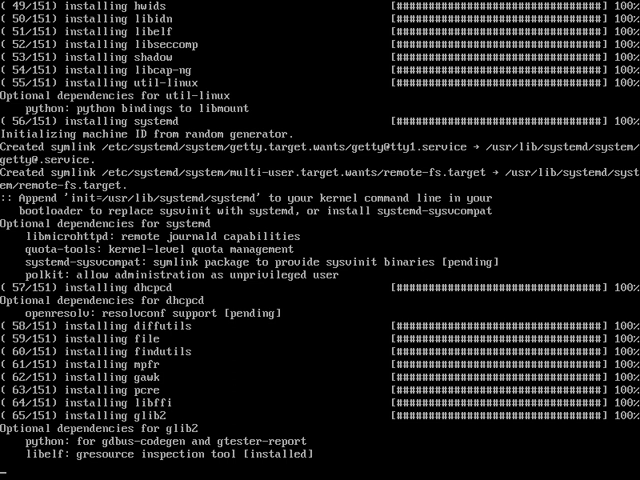 ( 49/151) installing hwids [##################################] 100%
( 50/151) installing libidn [##################################] 100%
( 51/151) installing libelf [##################################] 100%
( 52/151) installing libseccomp [##################################] 100%
( 53/151) installing shadow [##################################] 100%
( 54/151) installing libcap-ng [##################################] 100%
( 55/151) installing util-linux [##################################] 100%
Optional dependencies for util-linux
python: python bindings to libmount
( 56/151) installing systemd [##################################] 100%
Initializing machine ID from random generator.
Created symlink /etc/systemd/system/getty.target.wants/getty@tty1.service → /usr/lib/systemd/system/
getty@.service.
Created symlink /etc/systemd/system/multi-user.target.wants/remote-fs.target → /usr/lib/systemd/syst
em/remote-fs.target.
:: Append 'init=/usr/lib/systemd/systemd' to your kernel command line in your
bootloader to replace sysvinit with systemd, or install systemd-sysvcompat
Optional dependencies for systemd
libmicrohttpd: remote journald capabilities
quota-tools: kernel-level quota management
systemd-sysvcompat: symlink package to provide sysvinit binaries [pending]
polkit: allow administration as unprivileged user
( 57/151) installing dhcpcd [##################################] 100%
Optional dependencies for dhcpcd
openresolv: resolvconf support [pending]
( 58/151) installing diffutils [##################################] 100%
( 59/151) installing file [##################################] 100%
( 60/151) installing findutils [##################################] 100%
( 61/151) installing mpfr [##################################] 100%
( 62/151) installing gawk [##################################] 100%
( 63/151) installing pcre [##################################] 100%
( 64/151) installing libffi [##################################] 100%
( 65/151) installing glib2 [##################################] 100%
Optional dependencies for glib2
python: for gdbus-codegen and gtester-report
libelf: gresource inspection tool [installed]
_